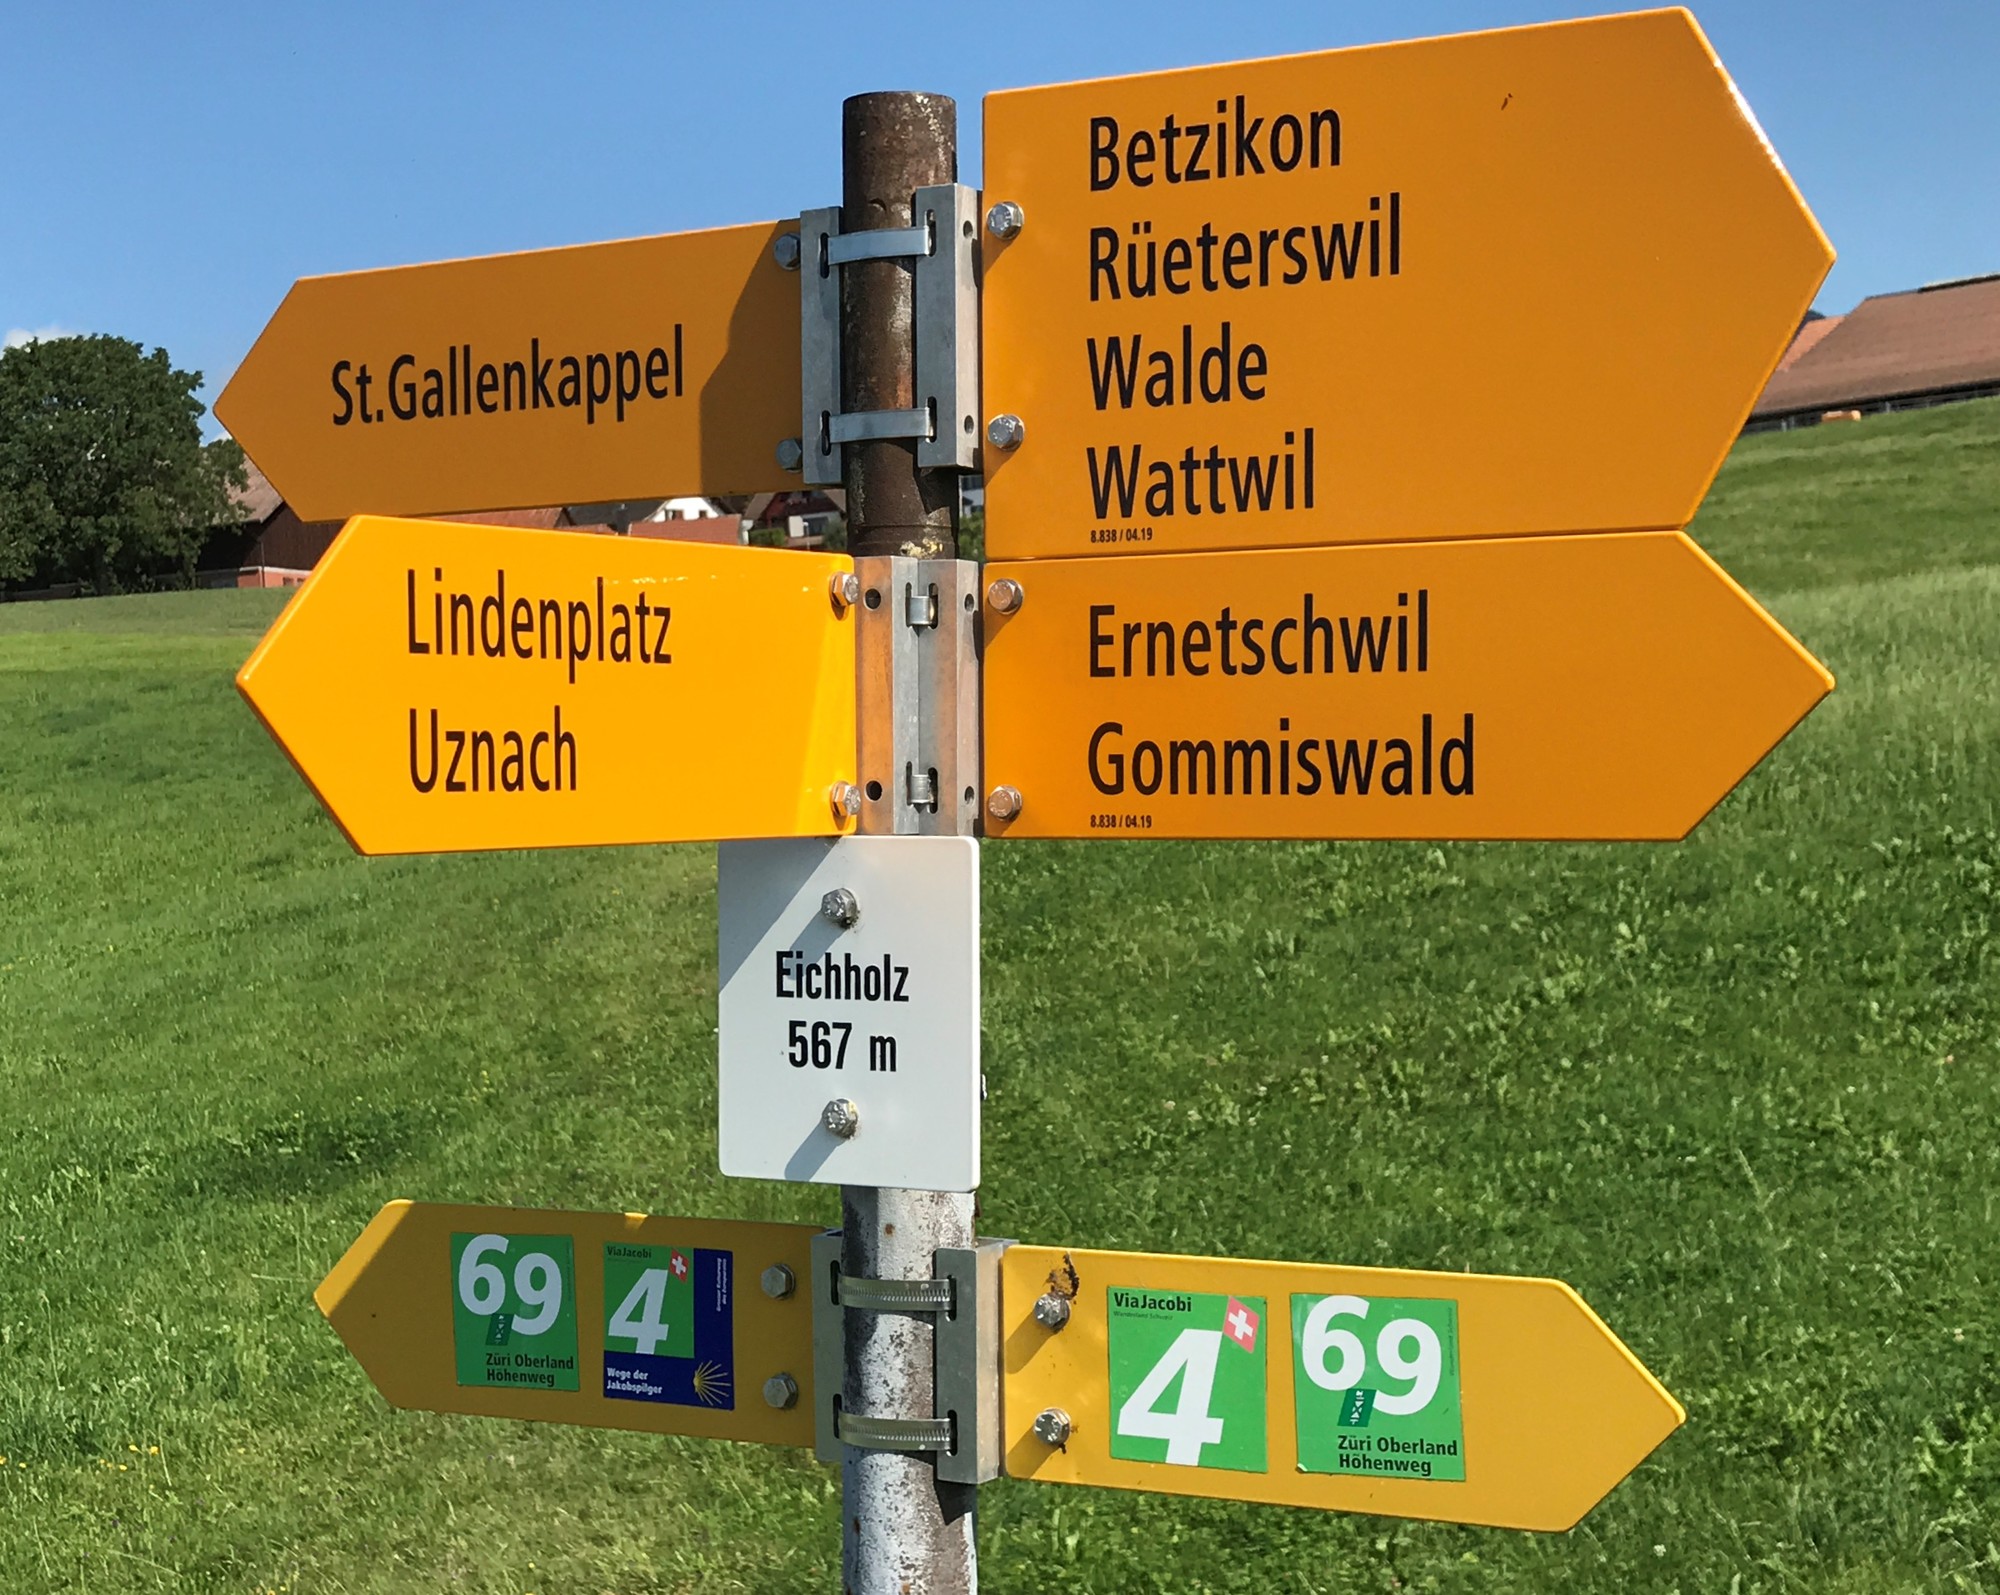 St.Gallenkappel
Betzikon
Rüeterswil
Walde
Wattwil
8.838 / 04.19
Lindenplatz
Uznach
Ernetschwil
Gommiswald
8.838 / 04.19
Eichholz
567 m
69
Züri Oberland
Höhenweg
ViaJacobi
4
Wege der
Jakobspilger
ViaJacobi
4
69
Züri Oberland
Höhenweg